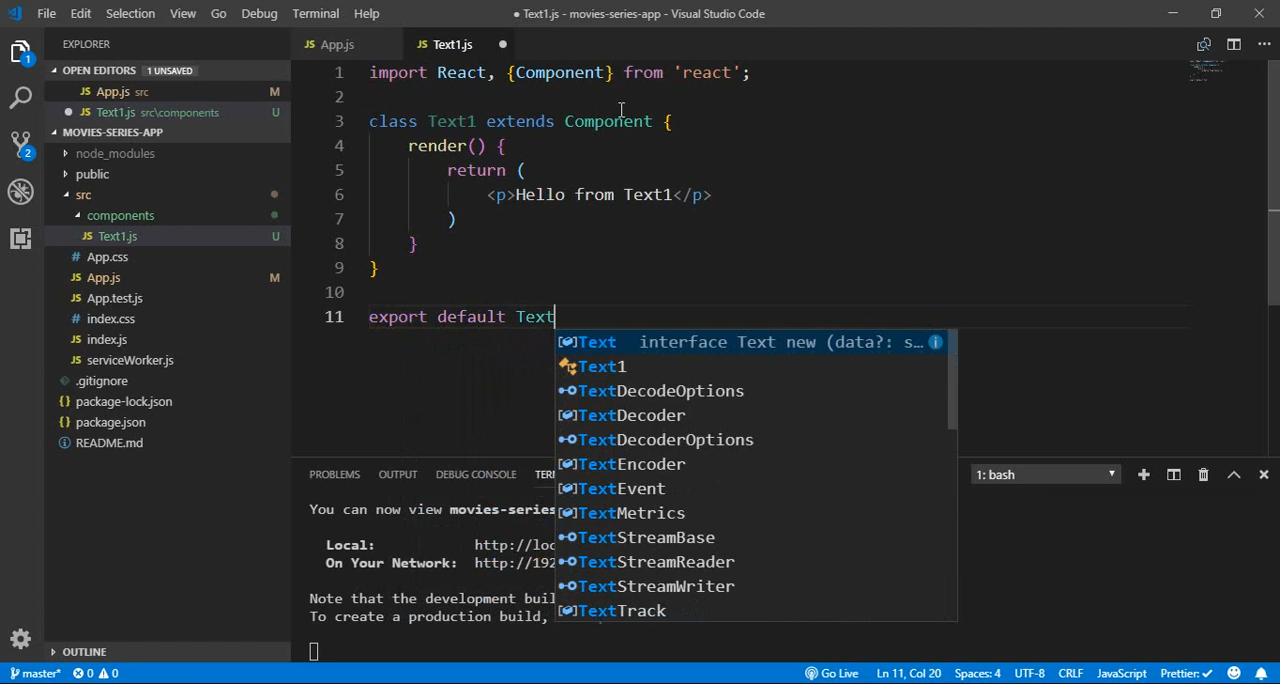 File Edit Selection View Go Debug Terminal Help
● Text1.js - movies-series-app - Visual Studio Code
EXPLORER
OPEN EDITORS 1 UNSAVED
JS App.js src M
● JS Text1.js src\components U
MOVIES-SERIES-APP
node_modules
public
src
components
JS Text1.js U
# App.css
JS App.js M
JS App.test.js
# index.css
JS index.js
JS serviceWorker.js
.gitignore
{} package-lock.json
{} package.json
README.md
OUTLINE
JS App.js
JS Text1.js ●
1 import React, {Component} from 'react';
2
3 class Text1 extends Component {
4 render() {
5 return (
6 <p>Hello from Text1</p>
7 )
8 }
9 }
10
11 export default Text
Text interface Text new (data?: s…
Text1
TextDecodeOptions
TextDecoder
TextDecoderOptions
TextEncoder
TextEvent
TextMetrics
TextStreamBase
TextStreamReader
TextStreamWriter
TextTrack
PROBLEMS OUTPUT DEBUG CONSOLE TER
1: bash
You can now view movies-series
Local: http://loc
On Your Network: http://192
Note that the development buil
To create a production build,
1
2
master* 0 0
Go Live Ln 11, Col 20 Spaces: 4 UTF-8 CRLF JavaScript Prettier: ✓